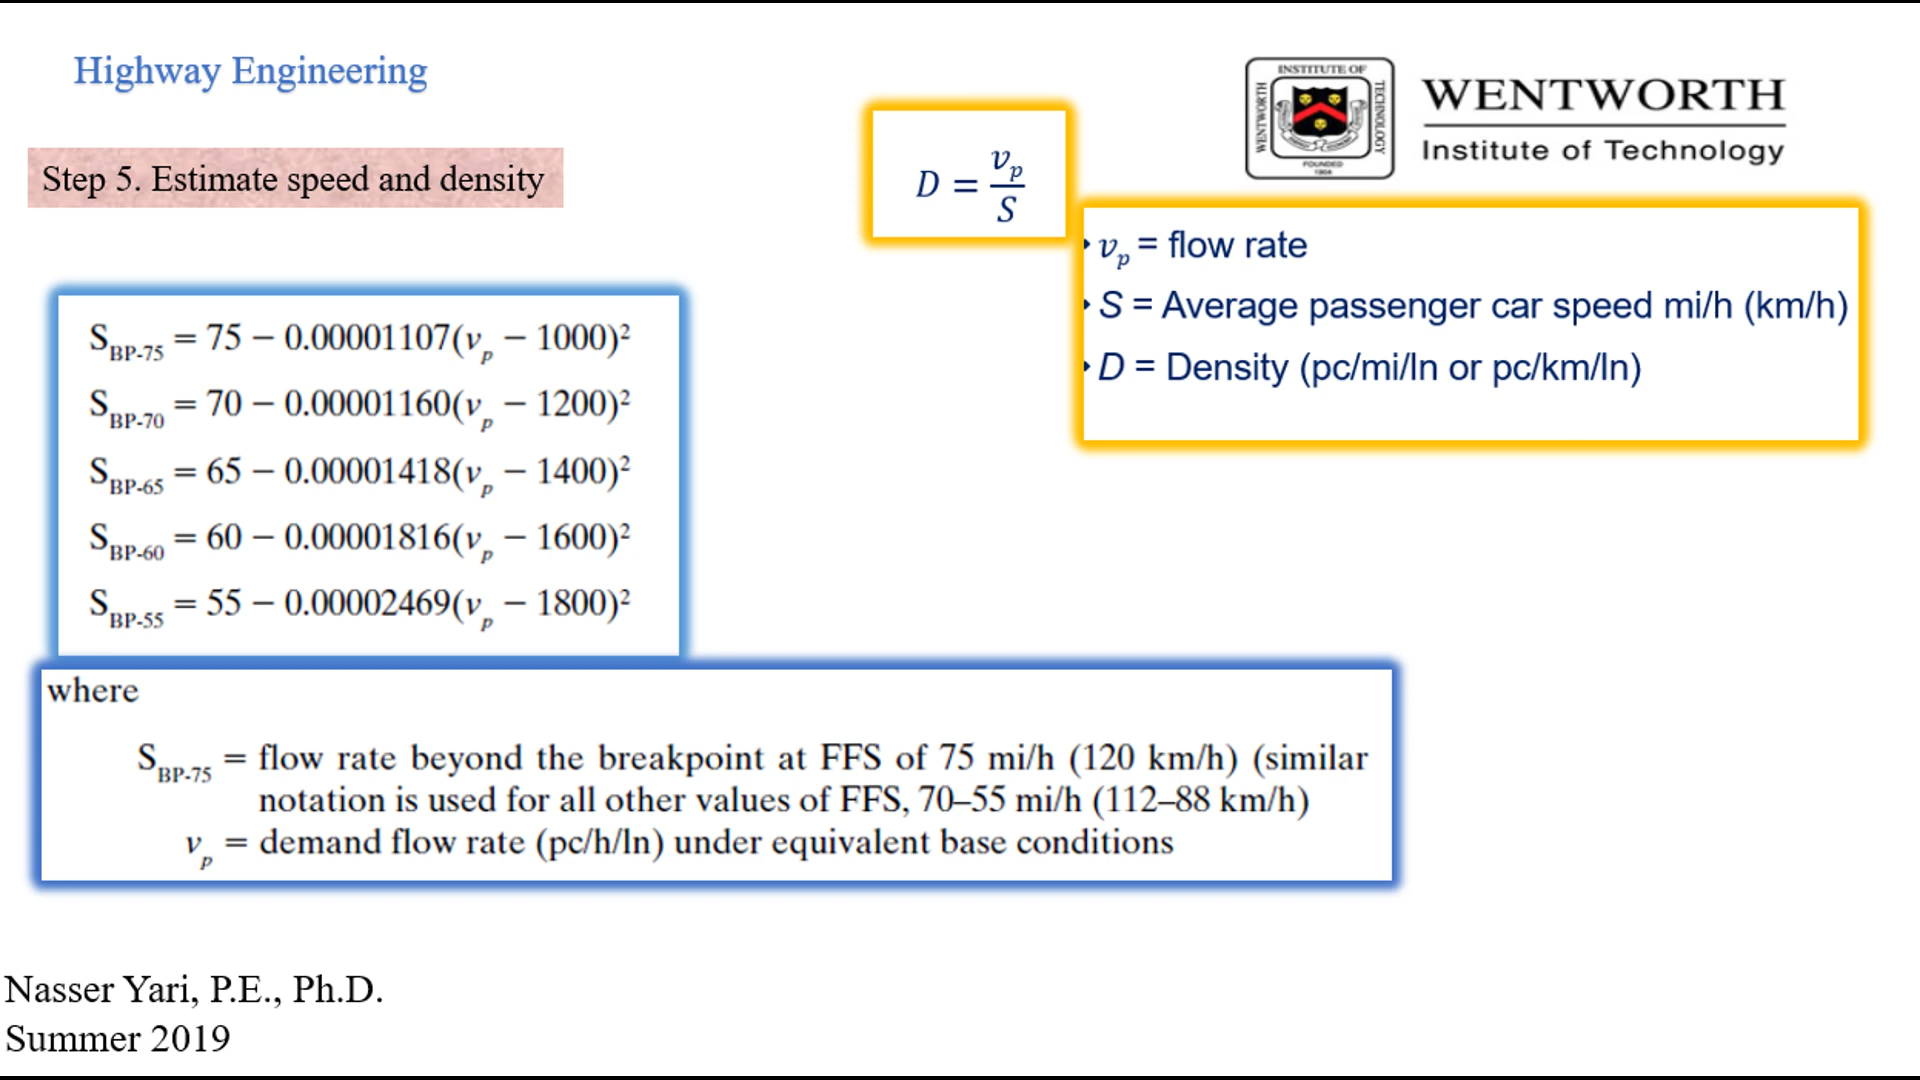 Highway Engineering
INSTITUTE OF
WENTWORTH
TECHNOLOGY
FOUNDED
1904
WENTWORTH
Institute of Technology
Step 5. Estimate speed and density
D = v_p / S
v_p = flow rate
S = Average passenger car speed mi/h (km/h)
D = Density (pc/mi/ln or pc/km/ln)
S_BP-75 = 75 − 0.00001107(v_p − 1000)²
S_BP-70 = 70 − 0.00001160(v_p − 1200)²
S_BP-65 = 65 − 0.00001418(v_p − 1400)²
S_BP-60 = 60 − 0.00001816(v_p − 1600)²
S_BP-55 = 55 − 0.00002469(v_p − 1800)²
where
S_BP-75 = flow rate beyond the breakpoint at FFS of 75 mi/h (120 km/h) (similar
notation is used for all other values of FFS, 70–55 mi/h (112–88 km/h)
v_p = demand flow rate (pc/h/ln) under equivalent base conditions
Nasser Yari, P.E., Ph.D.
Summer 2019